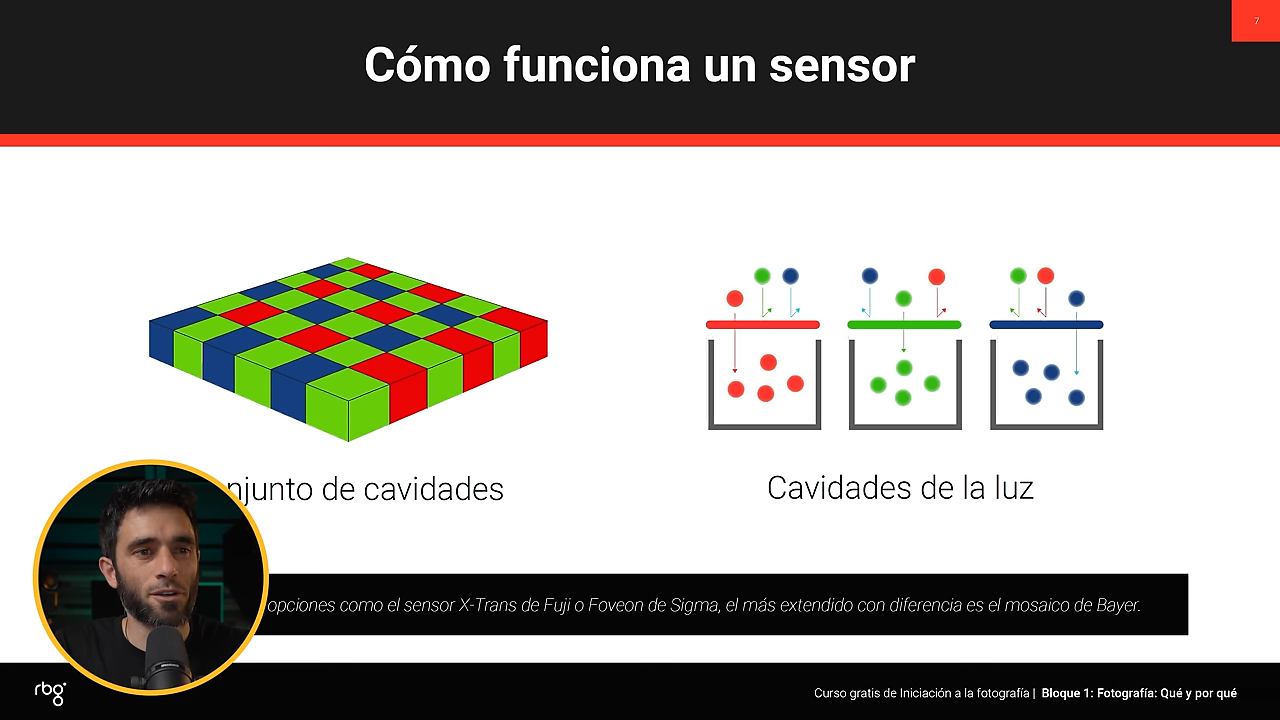 7
Cómo funciona un sensor
njunto de cavidades
Cavidades de la luz
opciones como el sensor X-Trans de Fuji o Foveon de Sigma, el más extendido con diferencia es el mosaico de Bayer.
rbg
Curso gratis de Iniciación a la fotografía | Bloque 1: Fotografía: Qué y por qué